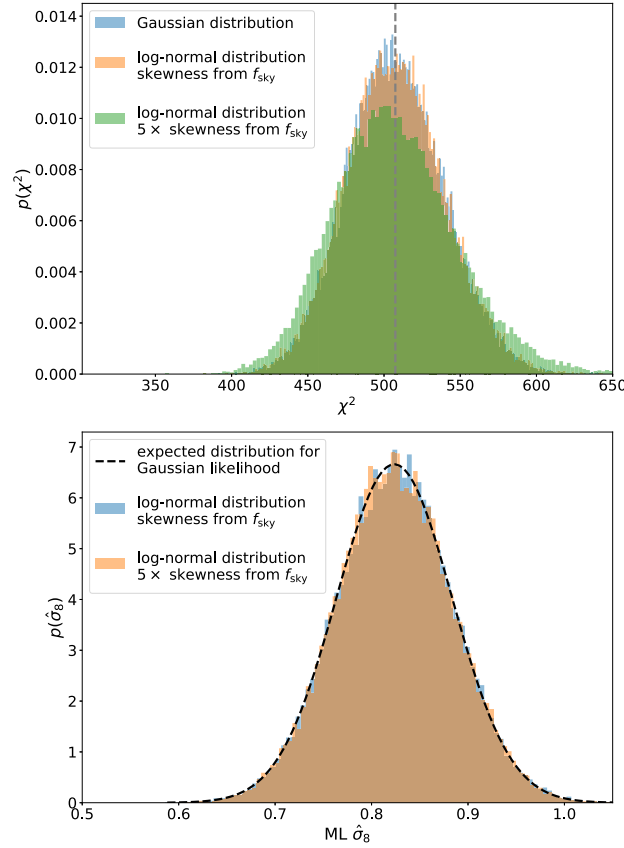 0.014
0.012
0.010
0.008
0.006
0.004
0.002
0.000
p(χ²)
Gaussian distribution
log-normal distribution
skewness from f_sky
log-normal distribution
5× skewness from f_sky
350 400 450 500 550 600 650
χ²
7
6
5
4
3
2
1
0
p(σ̂₈)
expected distribution for
Gaussian likelihood
log-normal distribution
skewness from f_sky
log-normal distribution
5× skewness from f_sky
0.5 0.6 0.7 0.8 0.9 1.0
ML σ̂₈